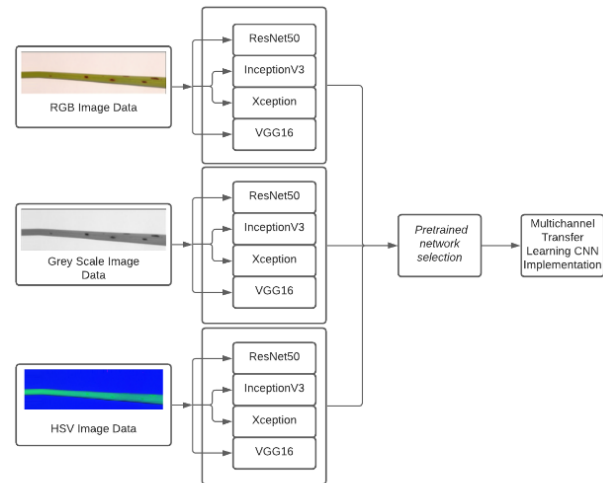 RGB Image Data
ResNet50
InceptionV3
Xception
VGG16
Grey Scale Image
Data
ResNet50
InceptionV3
Xception
VGG16
HSV Image Data
ResNet50
InceptionV3
Xception
VGG16
Pretrained
network
selection
Multichannel
Transfer
Learning CNN
Implementation